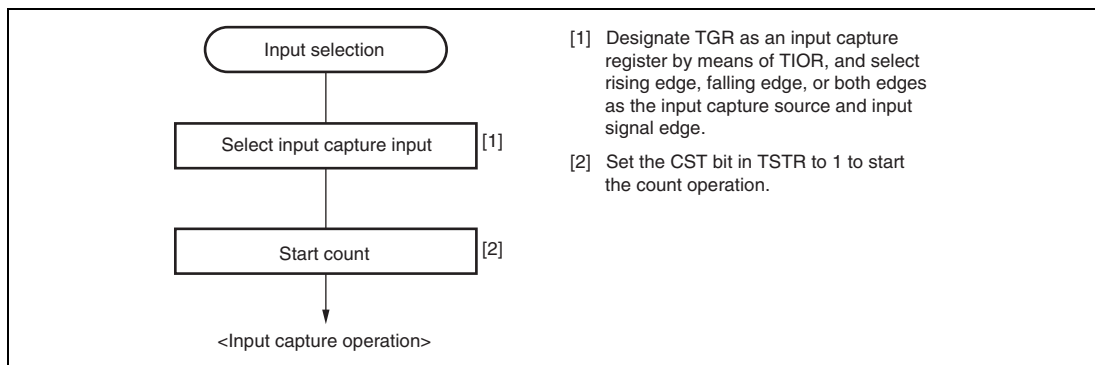 Input selection
Select input capture input [1]
Start count [2]
<Input capture operation>
[1] Designate TGR as an input capture
register by means of TIOR, and select
rising edge, falling edge, or both edges
as the input capture source and input
signal edge.
[2] Set the CST bit in TSTR to 1 to start
the count operation.